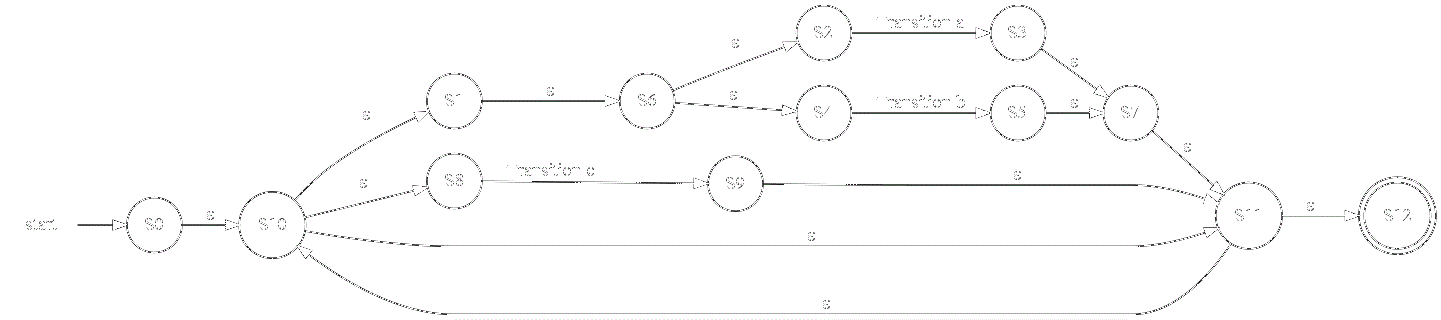 S2
Transition a
S3
ε
ε
S1
ε
S6
ε
S4
Transition b
S5
ε
S7
ε
S8
Transition c
S9
ε
ε
ε
start
S0
ε
S10
ε
S11
ε
S12
ε